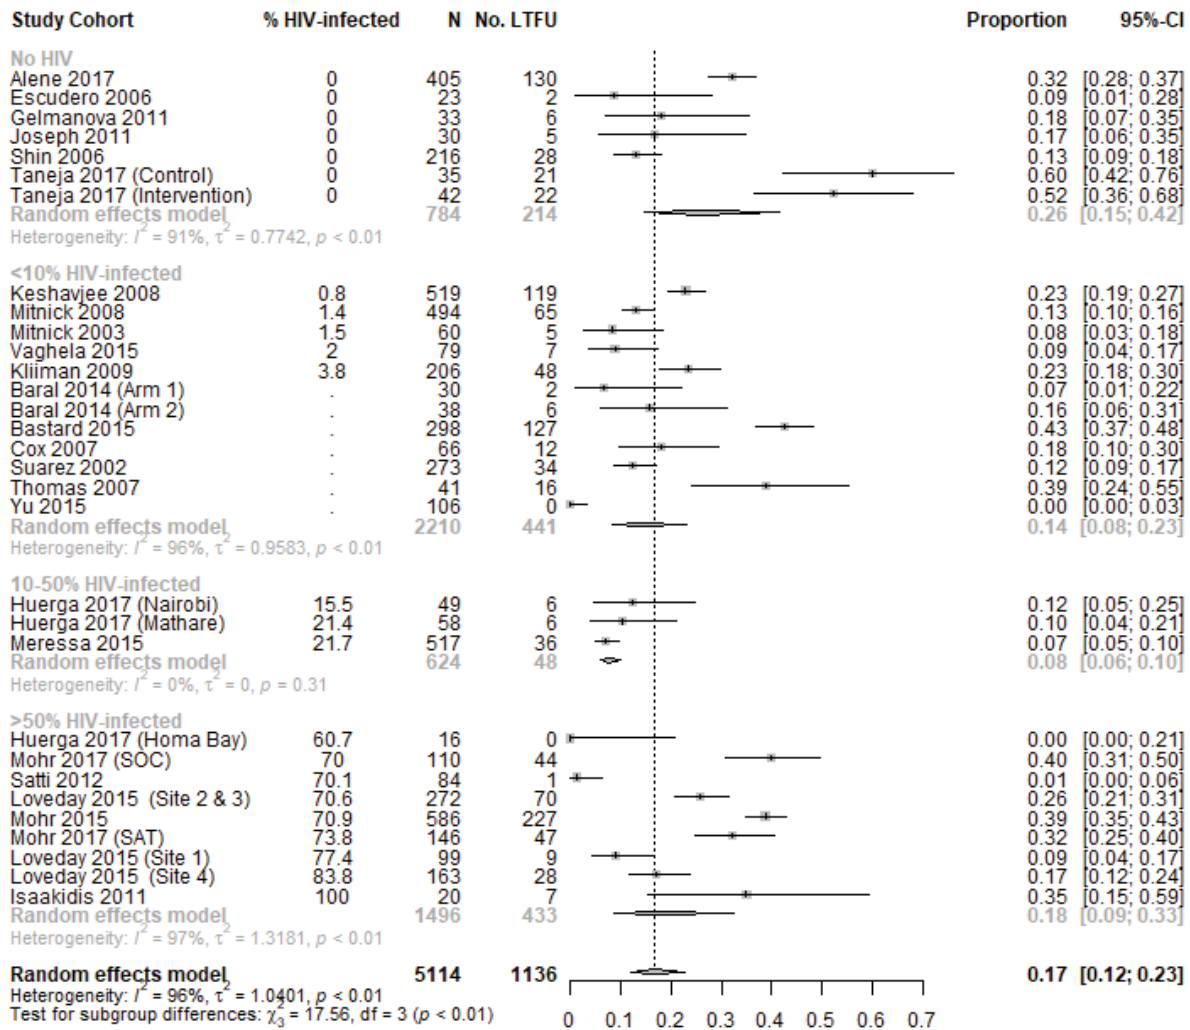 Study Cohort % HIV-infected N No. LTFU Proportion 95%-CI
No HIV
Alene 2017 0 405 130 0.32 [0.28; 0.37]
Escudero 2006 0 23 2 0.09 [0.01; 0.28]
Gelmanova 2011 0 33 6 0.18 [0.07; 0.35]
Joseph 2011 0 30 5 0.17 [0.06; 0.35]
Shin 2006 0 216 28 0.13 [0.09; 0.18]
Taneja 2017 (Control) 0 35 21 0.60 [0.42; 0.76]
Taneja 2017 (Intervention) 0 42 22 0.52 [0.36; 0.68]
Random effects model 784 214 0.26 [0.15; 0.42]
Heterogeneity: I² = 91%, τ² = 0.7742, p < 0.01
<10% HIV-infected
Keshavjee 2008 0.8 519 119 0.23 [0.19; 0.27]
Mitnick 2008 1.4 494 65 0.13 [0.10; 0.16]
Mitnick 2003 1.5 60 5 0.08 [0.03; 0.18]
Vaghela 2015 2 79 7 0.09 [0.04; 0.17]
Kliiman 2009 3.8 206 48 0.23 [0.18; 0.30]
Baral 2014 (Arm 1) . 30 2 0.07 [0.01; 0.22]
Baral 2014 (Arm 2) . 38 6 0.16 [0.06; 0.31]
Bastard 2015 . 298 127 0.43 [0.37; 0.48]
Cox 2007 . 66 12 0.18 [0.10; 0.30]
Suarez 2002 . 273 34 0.12 [0.09; 0.17]
Thomas 2007 . 41 16 0.39 [0.24; 0.55]
Yu 2015 . 106 0 0.00 [0.00; 0.03]
Random effects model 2210 441 0.14 [0.08; 0.23]
Heterogeneity: I² = 96%, τ² = 0.9583, p < 0.01
10-50% HIV-infected
Huerga 2017 (Nairobi) 15.5 49 6 0.12 [0.05; 0.25]
Huerga 2017 (Mathare) 21.4 58 6 0.10 [0.04; 0.21]
Meressa 2015 21.7 517 36 0.07 [0.05; 0.10]
Random effects model 624 48 0.08 [0.06; 0.10]
Heterogeneity: I² = 0%, τ² = 0, p = 0.31
>50% HIV-infected
Huerga 2017 (Homa Bay) 60.7 16 0 0.00 [0.00; 0.21]
Mohr 2017 (SOC) 70 110 44 0.40 [0.31; 0.50]
Satti 2012 70.1 84 1 0.01 [0.00; 0.06]
Loveday 2015 (Site 2 & 3) 70.6 272 70 0.26 [0.21; 0.31]
Mohr 2015 70.9 586 227 0.39 [0.35; 0.43]
Mohr 2017 (SAT) 73.8 146 47 0.32 [0.25; 0.40]
Loveday 2015 (Site 1) 77.4 99 9 0.09 [0.04; 0.17]
Loveday 2015 (Site 4) 83.8 163 28 0.17 [0.12; 0.24]
Isaakidis 2011 100 20 7 0.35 [0.15; 0.59]
Random effects model 1496 433 0.18 [0.09; 0.33]
Heterogeneity: I² = 97%, τ² = 1.3181, p < 0.01
Random effects model 5114 1136 0.17 [0.12; 0.23]
Heterogeneity: I² = 96%, τ² = 1.0401, p < 0.01
Test for subgroup differences: χ²₃ = 17.56, df = 3 (p < 0.01)
0 0.1 0.2 0.3 0.4 0.5 0.6 0.7